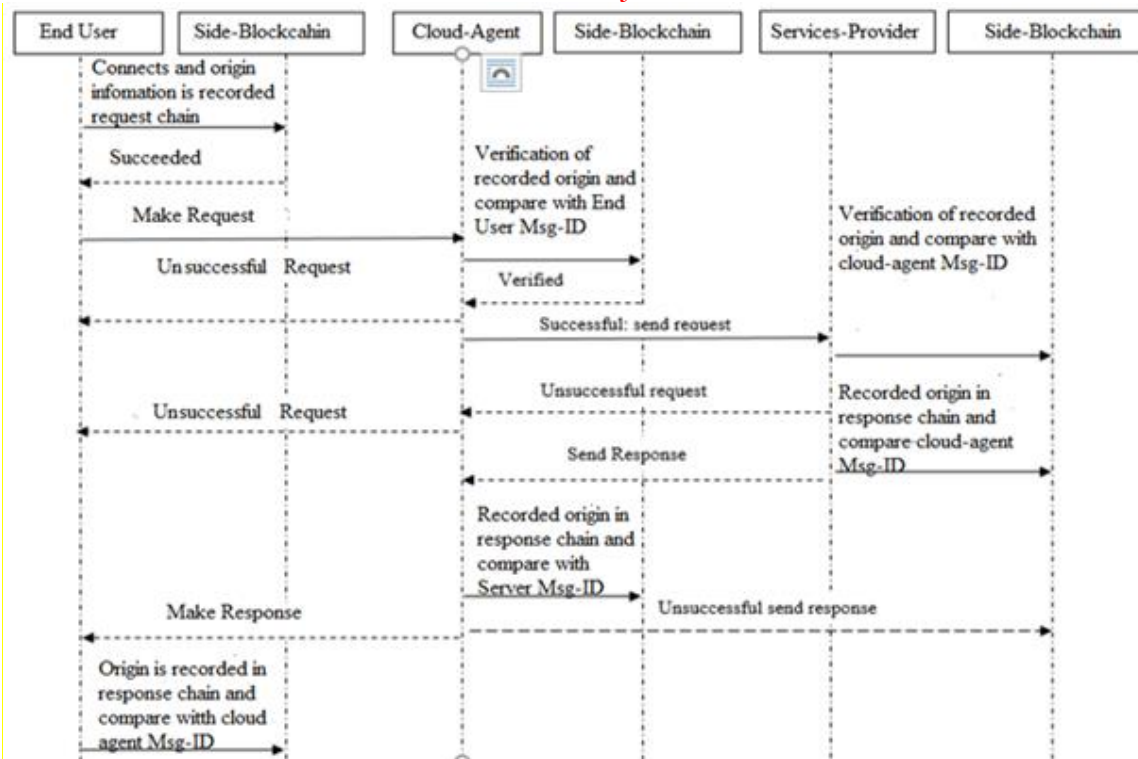 End User
Side-Blockcahin
Cloud-Agent
Side-Blockchain
Services-Provider
Side-Blockchain
Connects and origin
infomation is recorded
request chain
Succeeded
Verification of
recorded origin and
compare with End
User Msg-ID
Make Request
Verification of recorded
origin and compare with
cloud-agent Msg-ID
Unsuccessful Request
Verified
Successful: send request
Unsuccessful request
Recorded origin in
response chain and
compare cloud-agent
Msg-ID
Unsuccessful Request
Send Response
Recorded origin in
response chain and
compare with
Server Msg-ID
Make Response
Unsuccessful send response
Origin is recorded in
response chain and
compare witth cloud
agent Msg-ID